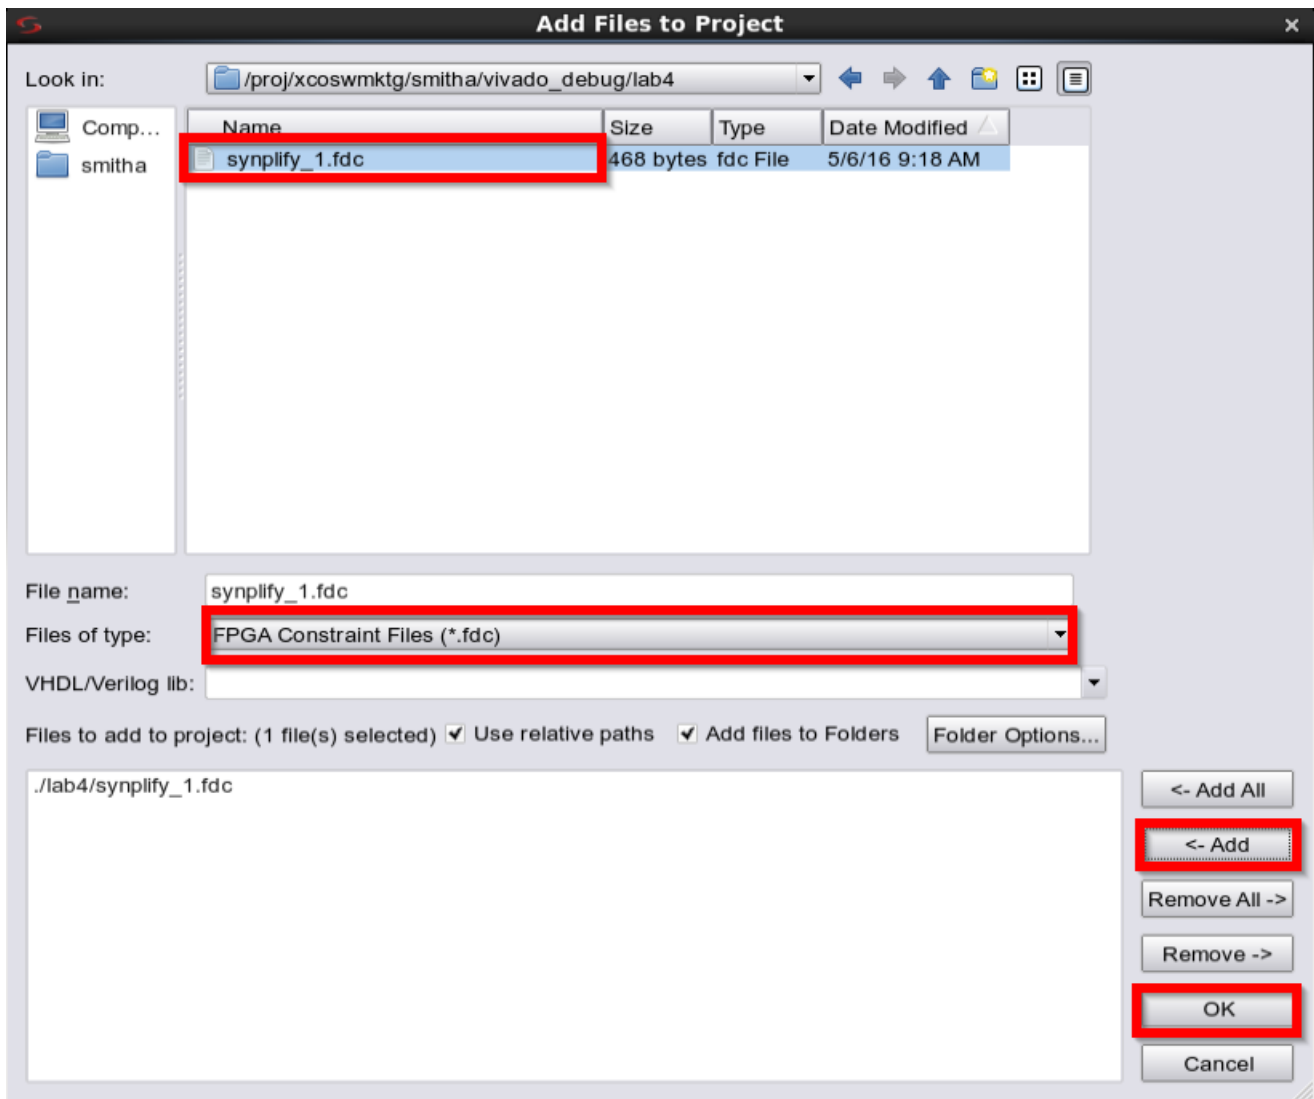 Add Files to Project
Look in: /proj/xcoswmktg/smitha/vivado_debug/lab4
Comp... Name Size Type Date Modified
smitha synplify_1.fdc 468 bytes fdc File 5/6/16 9:18 AM
File name: synplify_1.fdc
Files of type: FPGA Constraint Files (*.fdc)
VHDL/Verilog lib:
Files to add to project: (1 file(s) selected) Use relative paths Add files to Folders Folder Options...
./lab4/synplify_1.fdc <- Add All
<- Add
Remove All ->
Remove ->
OK
Cancel